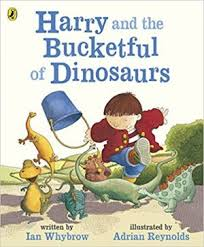 Harry and the
Bucketful
of Dinosaurs
written by
Ian Whybrow
illustrated by
Adrian Reynolds